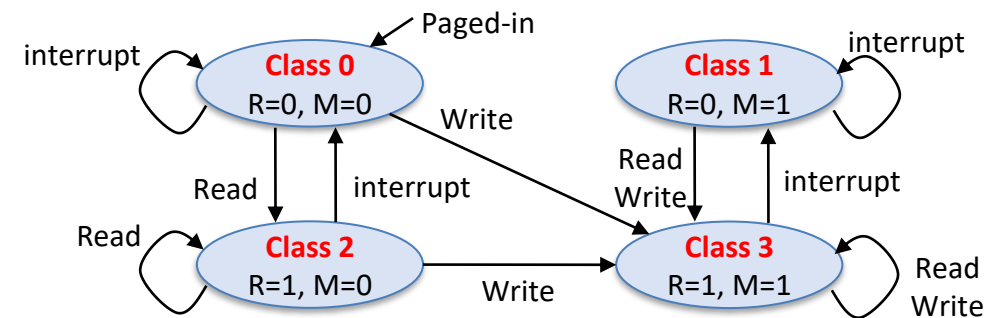 Paged-in
interrupt
Class 0
R=0, M=0
Class 1
R=0, M=1
interrupt
Write
Read
interrupt
Read
Write
interrupt
Read
Class 2
R=1, M=0
Write
Class 3
R=1, M=1
Read
Write